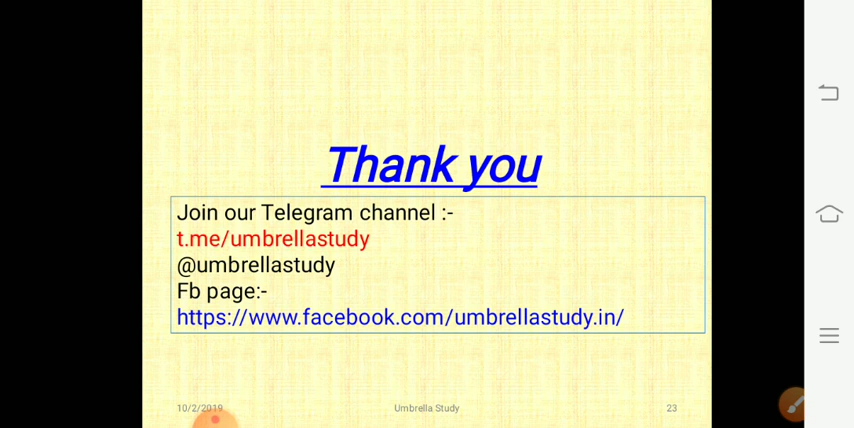 Thank you
Join our Telegram channel :-
t.me/umbrellastudy
@umbrellastudy
Fb page:-
https://www.facebook.com/umbrellastudy.in/
10/2/2019 Umbrella Study 23